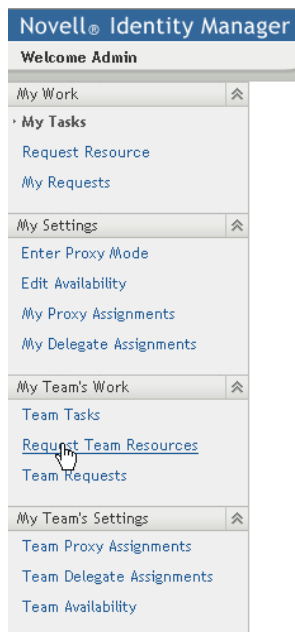 Novell® Identity Manager
Welcome Admin
My Work
My Tasks
Request Resource
My Requests
My Settings
Enter Proxy Mode
Edit Availability
My Proxy Assignments
My Delegate Assignments
My Team's Work
Team Tasks
Request Team Resources
Team Requests
My Team's Settings
Team Proxy Assignments
Team Delegate Assignments
Team Availability